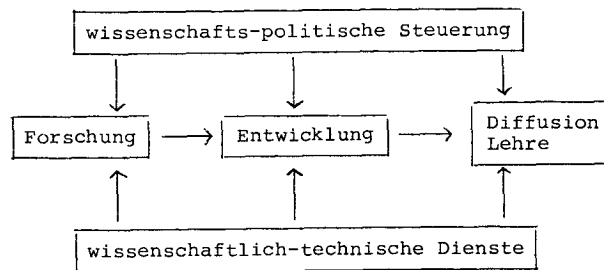 wissenschafts-politische Steuerung
Forschung
Entwicklung
Diffusion
Lehre
wissenschaftlich-technische Dienste